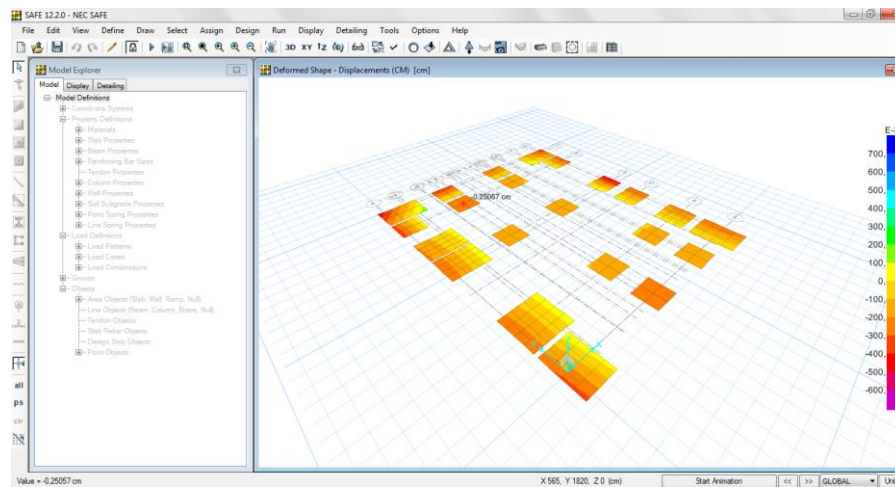 SAFE 12.2.0 - NEC SAFE
File Edit View Define Draw Select Assign Design Run Display Detailing Tools Options Help
3D XY
Model Explorer
Model Display Detailing
Model Definitions
Coordinate Systems
Property Definitions
Materials
Slab Properties
Beam Properties
Reinforcing Bar Sizes
Tendon Properties
Column Properties
Wall Properties
Soil Subgrade Properties
Point Spring Properties
Line Spring Properties
Load Definitions
Load Patterns
Load Cases
Load Combinations
Groups
Objects
Area Objects (Slab, Wall, Ramp, Null)
Line Objects (Beam, Column, Brace, Null)
Tendon Objects
Slab Rebar Objects
Design Strip Objects
Point Objects
all
ps
clr
Deformed Shape - Displacements (CM) [cm]
-0.25057 cm
700,
600,
500,
400,
300,
200,
100,
0,
-100,
-200,
-300,
-400,
-500,
-600,
Value = -0.25057 cm
X 565, Y 1820, Z 0 (cm)
Start Animation << >> GLOBAL